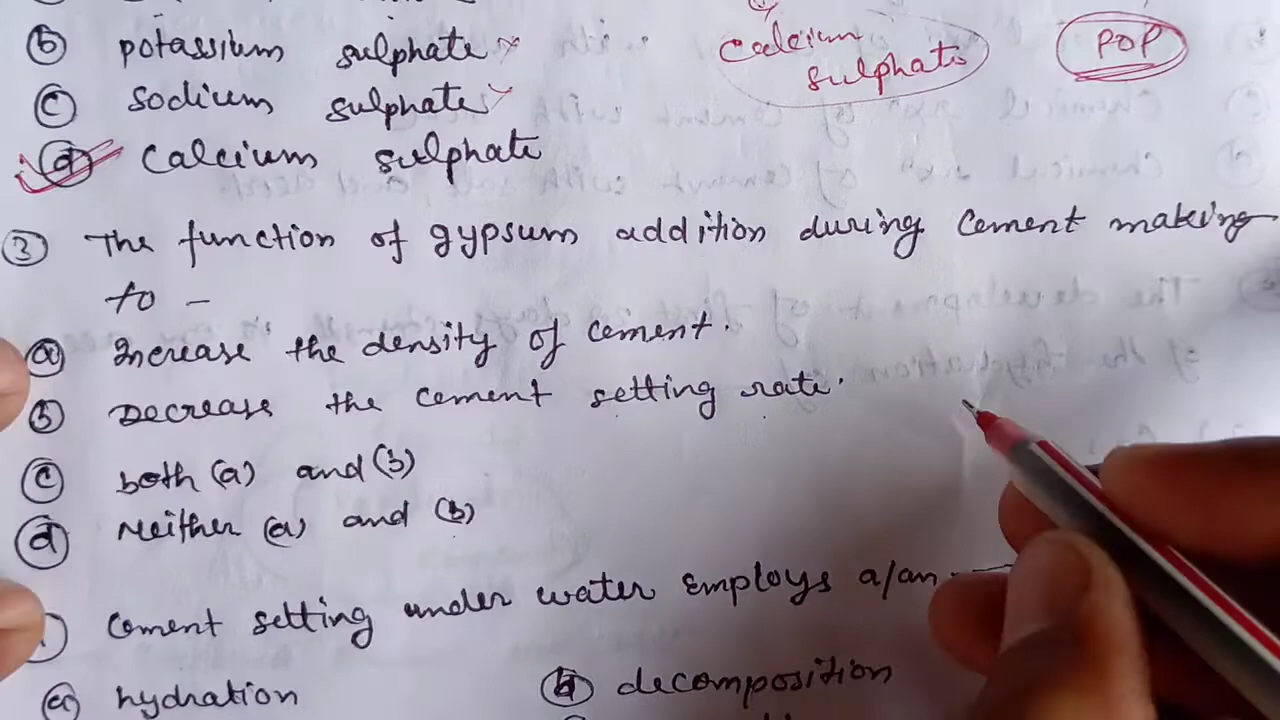 (b) potassium sulphate ×
Calcium sulphate
POP
(c) sodium sulphate ×
(d) Calcium sulphate
(3) The function of gypsum addition during Cement making
to -
(a) Increase the density of cement.
(b) Decrease the cement setting rate.
(c) both (a) and (b)
(d) Neither (a) and (b)
Cement setting under water employs a/an
(a) hydration (b) decomposition